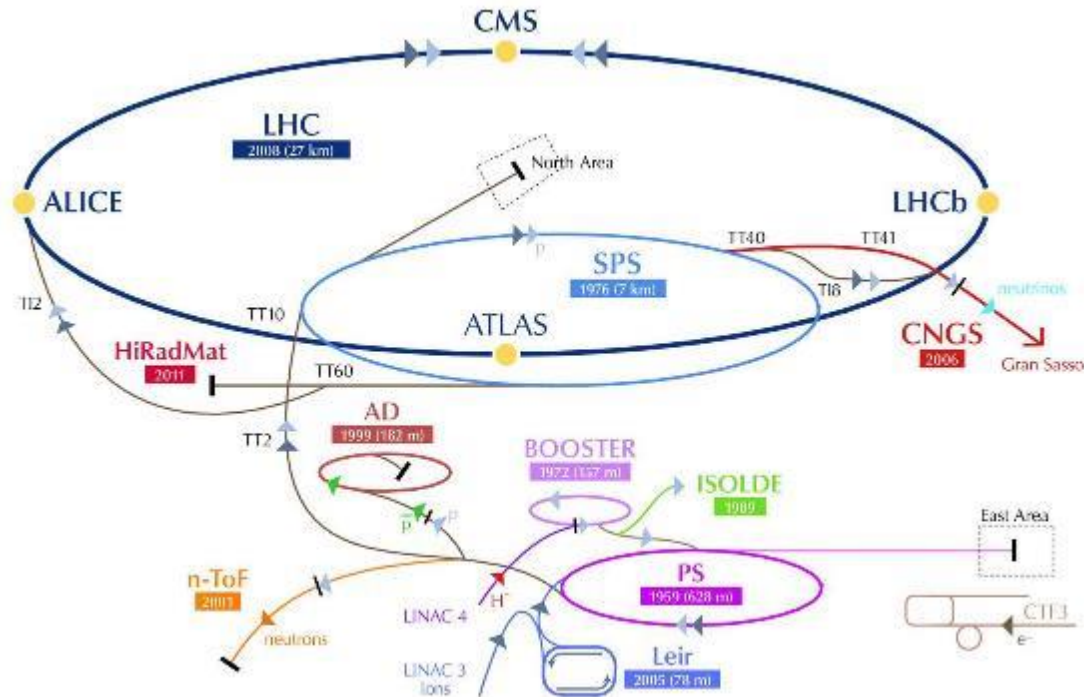 CMS
LHC
2008 (27 km)
North Area
ALICE
LHCb
TT40
TT41
p
SPS
1976 (7 km)
TI2
TI8
neutrinos
TT10
ATLAS
CNGS
2006
Gran Sasso
HiRadMat
2011
TT60
AD
1999 (182 m)
TT2
BOOSTER
1972 (157 m)
ISOLDE
1989
p
p
East Area
n-ToF
2001
PS
1959 (628 m)
H-
LINAC 4
neutrons
CTF3
e-
LINAC 3
Ions
Leir
2005 (78 m)